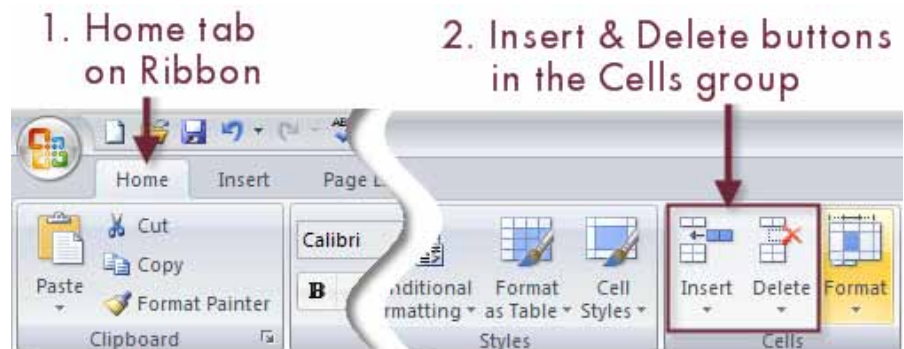 1. Home tab
on Ribbon
2. Insert & Delete buttons
in the Cells group
Home Insert Page
Cut
Copy
Format Painter
Paste
Clipboard
Calibri
B
Format
as Table
Cell
Styles
Styles
Insert
Delete
Format
Cells